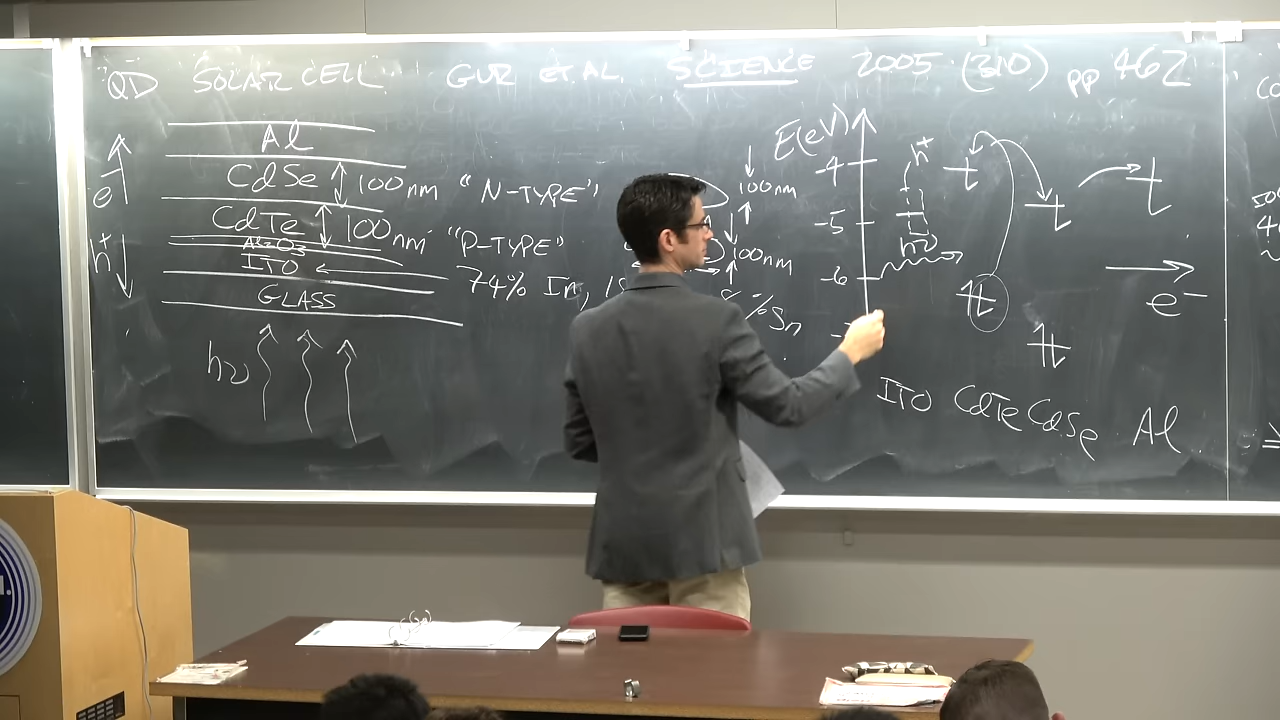 QD SOLAR CELL GUR ET. AL. SCIENCE 2005 (310) pp 462
Al
CdSe 100nm "N-TYPE"
e⁻
CdTe 100nm "P-TYPE"
h⁺
Al₂O₃
ITO 74% In,
% Sn
GLASS
hν
100nm
100nm
E(eV)
-4
-5
-6
h⁺
hν
e⁻
ITO CdTe CdSe Al